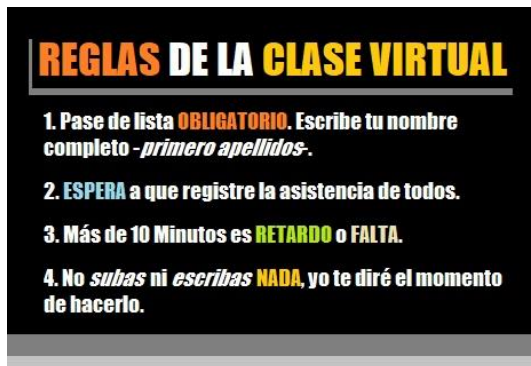 REGLAS DE LA CLASE VIRTUAL
1. Pase de lista OBLIGATORIO. Escribe tu nombre
completo -primero apellidos-.
2. ESPERA a que registre la asistencia de todos.
3. Más de 10 Minutos es RETARDO o FALTA.
4. No subas ni escribas NADA, yo te diré el momento
de hacerlo.